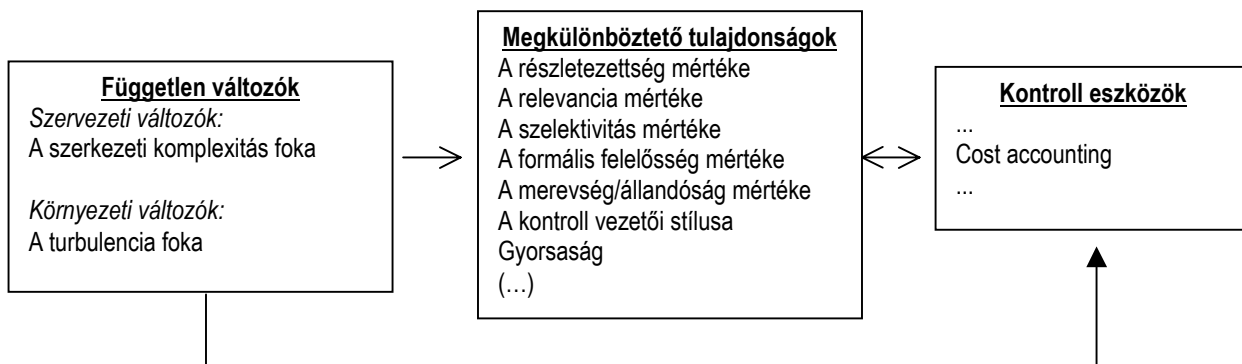 Független változók
Szervezeti változók:
A szerkezeti komplexitás foka
Környezeti változók:
A turbulencia foka
Megkülönböztető tulajdonságok
A részletezettség mértéke
A relevancia mértéke
A szelektivitás mértéke
A formális felelősség mértéke
A merevség/állandóság mértéke
A kontroll vezetői stílusa
Gyorsaság
(…)
Kontroll eszközök
...
Cost accounting
...